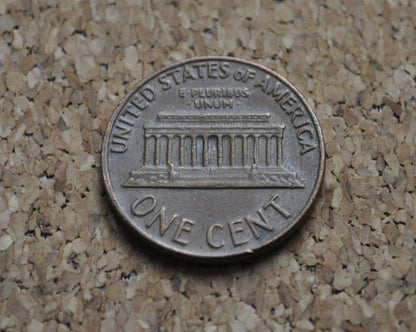 UNITED STATES OF AMERICA
E·PLURIBUS
·UNUM·
ONE CENT